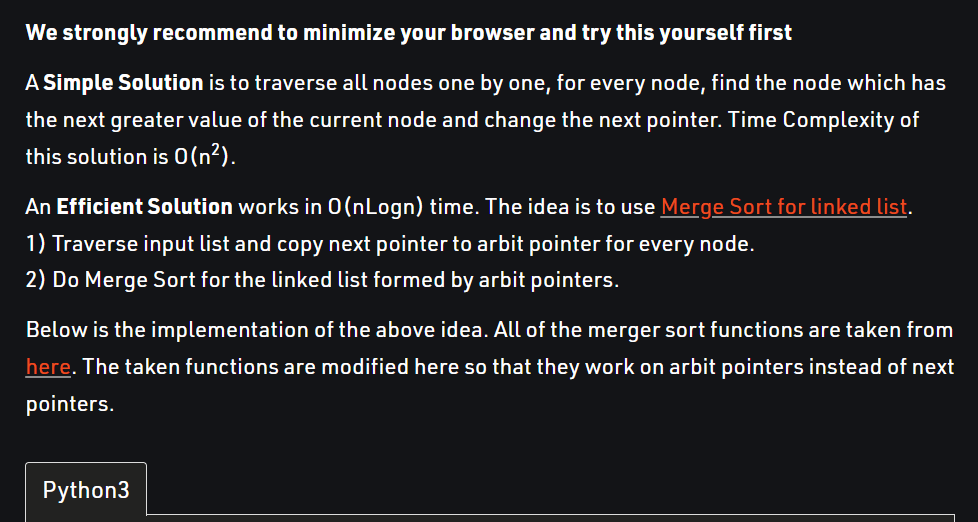 We strongly recommend to minimize your browser and try this yourself first
A Simple Solution is to traverse all nodes one by one, for every node, find the node which has
the next greater value of the current node and change the next pointer. Time Complexity of
this solution is O(n²).
An Efficient Solution works in O(nLogn) time. The idea is to use Merge Sort for linked list.
1) Traverse input list and copy next pointer to arbit pointer for every node.
2) Do Merge Sort for the linked list formed by arbit pointers.
Below is the implementation of the above idea. All of the merger sort functions are taken from
here. The taken functions are modified here so that they work on arbit pointers instead of next
pointers.
Python3